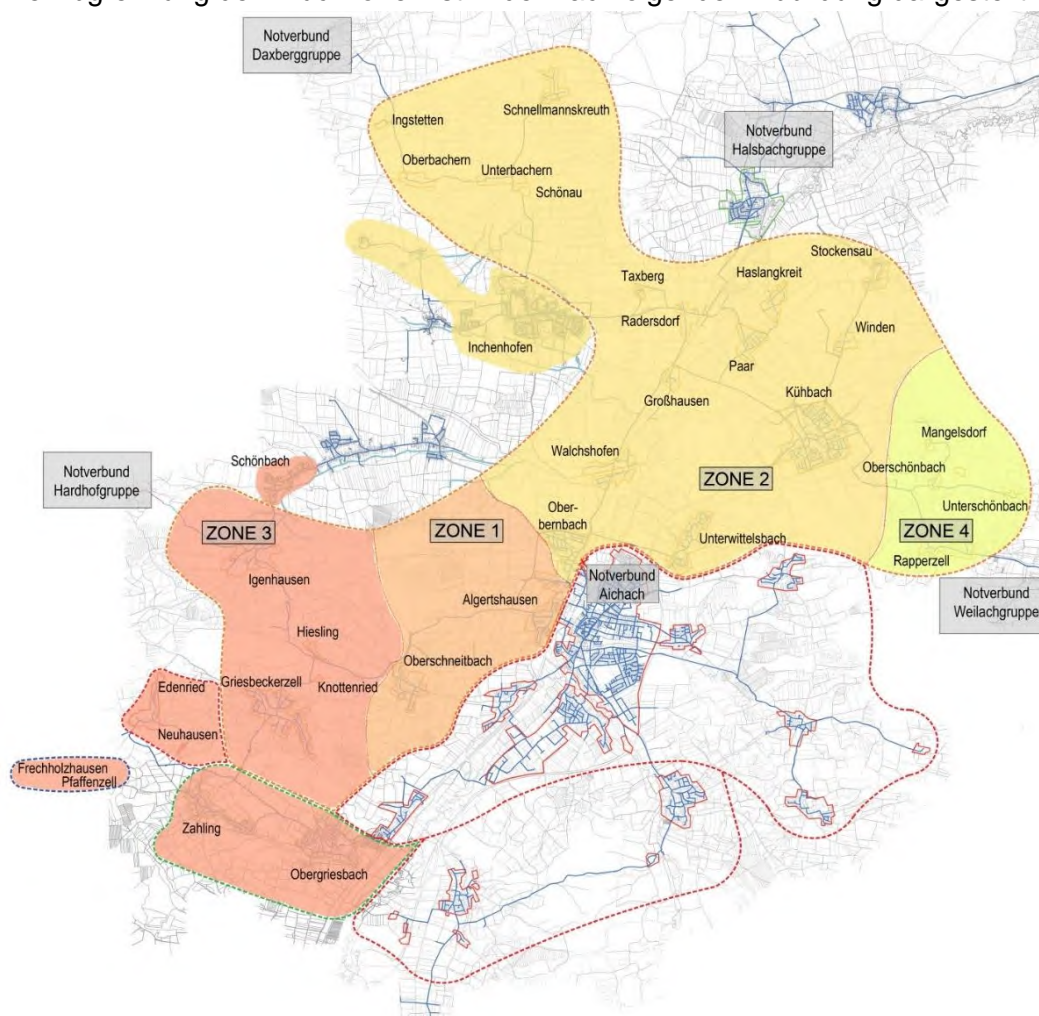 Notverbund
Daxberggruppe
Schnellmannskreuth
Ingstetten
Notverbund
Halsbachgruppe
Oberbachern
Unterbachern
Schönau
Stockensau
Taxberg
Haslangkreit
Radersdorf
Winden
Inchenhofen
Paar
Kühbach
Großhausen
Mangelsdorf
Walchshofen
Schönbach
Oberschönbach
Notverbund
Hardhofgruppe
ZONE 2
Ober-
bernbach
Unterschönbach
ZONE 3
ZONE 1
ZONE 4
Unterwittelsbach
Rapperzell
Notverbund
Aichach
Igenhausen
Notverbund
Weilachgruppe
Algertshausen
Hiesling
Oberschneitbach
Griesbeckerzell
Knottenried
Edenried
Neuhausen
Frechholzhausen
Pfaffenzell
Zahling
Obergriesbach